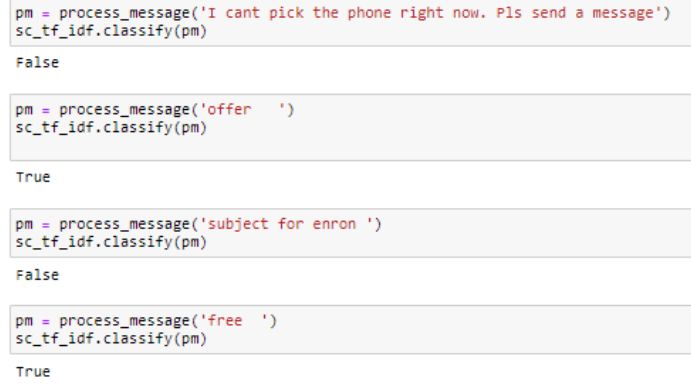 pm = process_message('I cant pick the phone right now. Pls send a message')
sc_tf_idf.classify(pm)
False
pm = process_message('offer   ')
sc_tf_idf.classify(pm)
True
pm = process_message('subject for enron ')
sc_tf_idf.classify(pm)
False
pm = process_message('free  ')
sc_tf_idf.classify(pm)
True